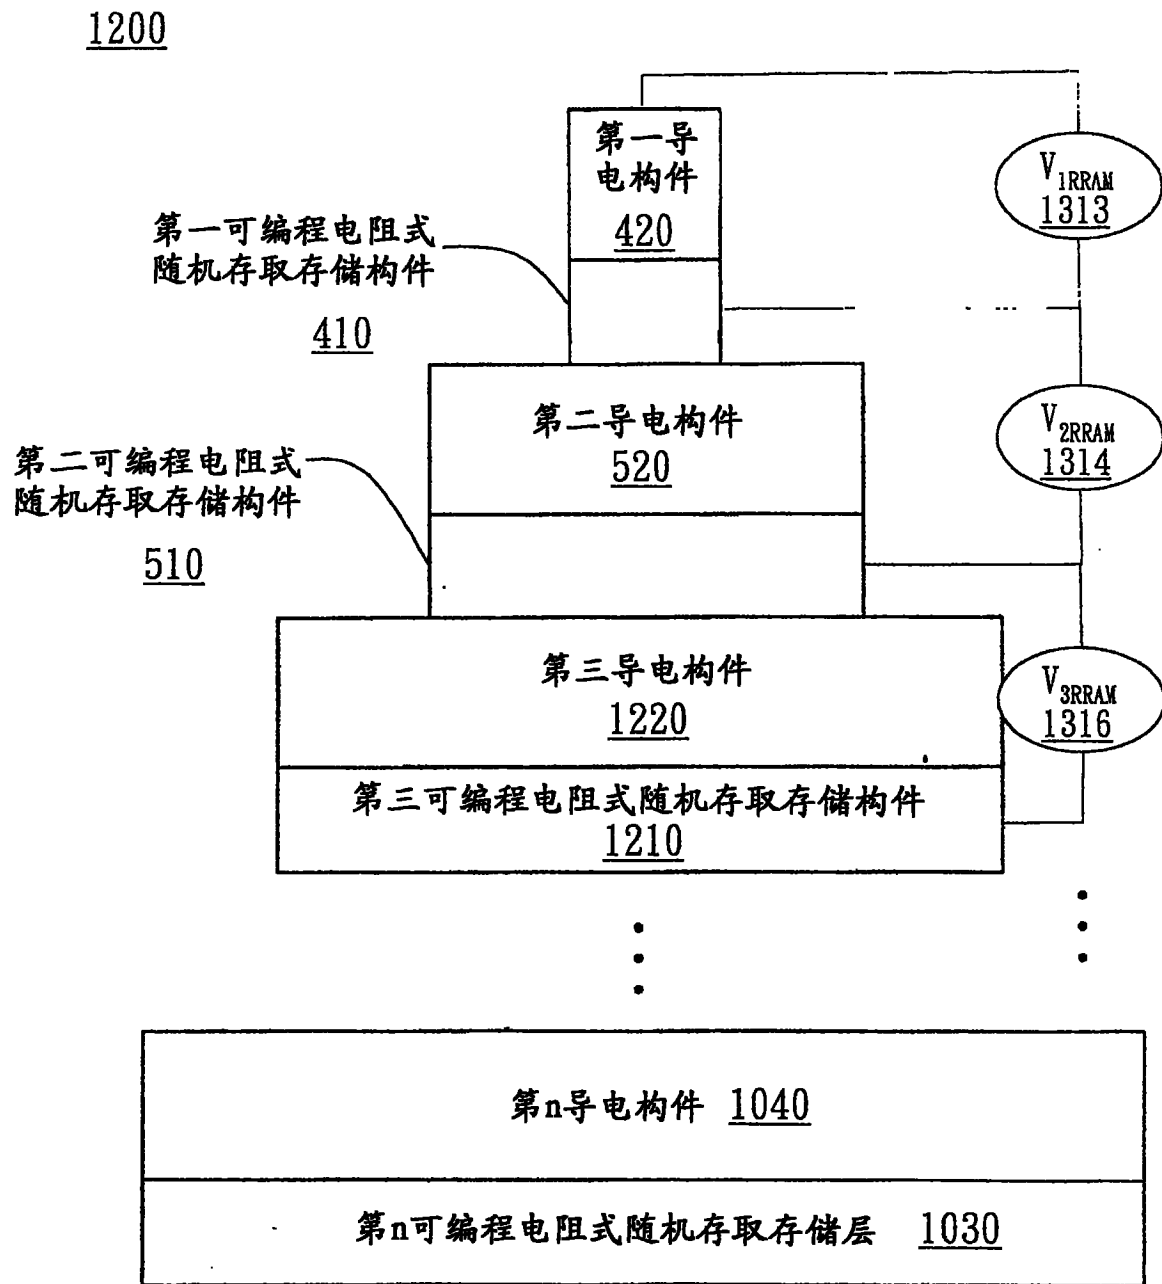 1200
第一导
电构件
420
V1RRAM
1313
第一可编程电阻式
随机存取存储构件
410
第二导电构件
520
V2RRAM
1314
第二可编程电阻式
随机存取存储构件
510
第三导电构件
1220
V3RRAM
1316
第三可编程电阻式随机存取存储构件
1210
第n导电构件 1040
第n可编程电阻式随机存取存储层 1030